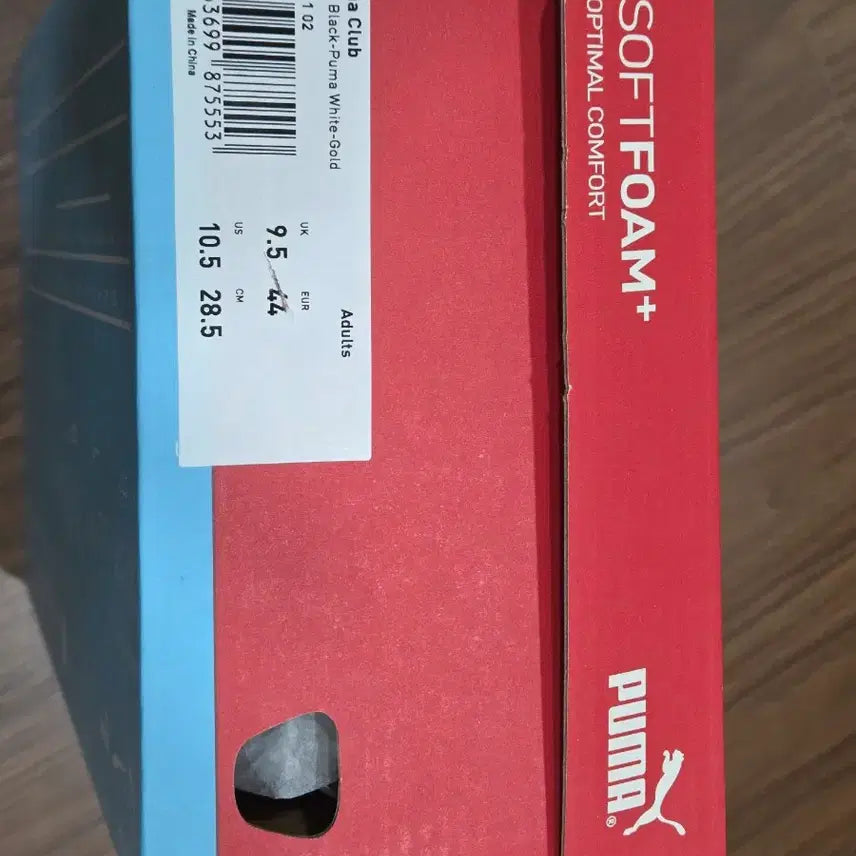 Club
1 02
Black-Puma White-Gold
3699 875553
Made in China
Adults
UK EUR
9.5 44
US CM
10.5 28.5
SOFTFOAM+
OPTIMAL COMFORT
PUMA®